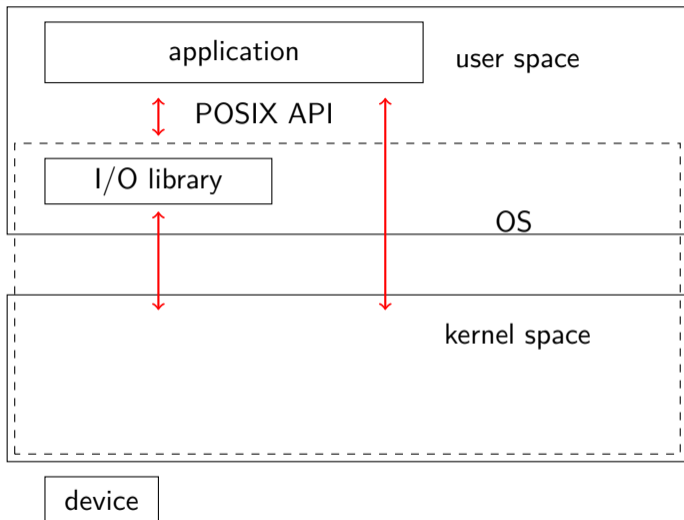 application
user space
POSIX API
I/O library
OS
kernel space
device